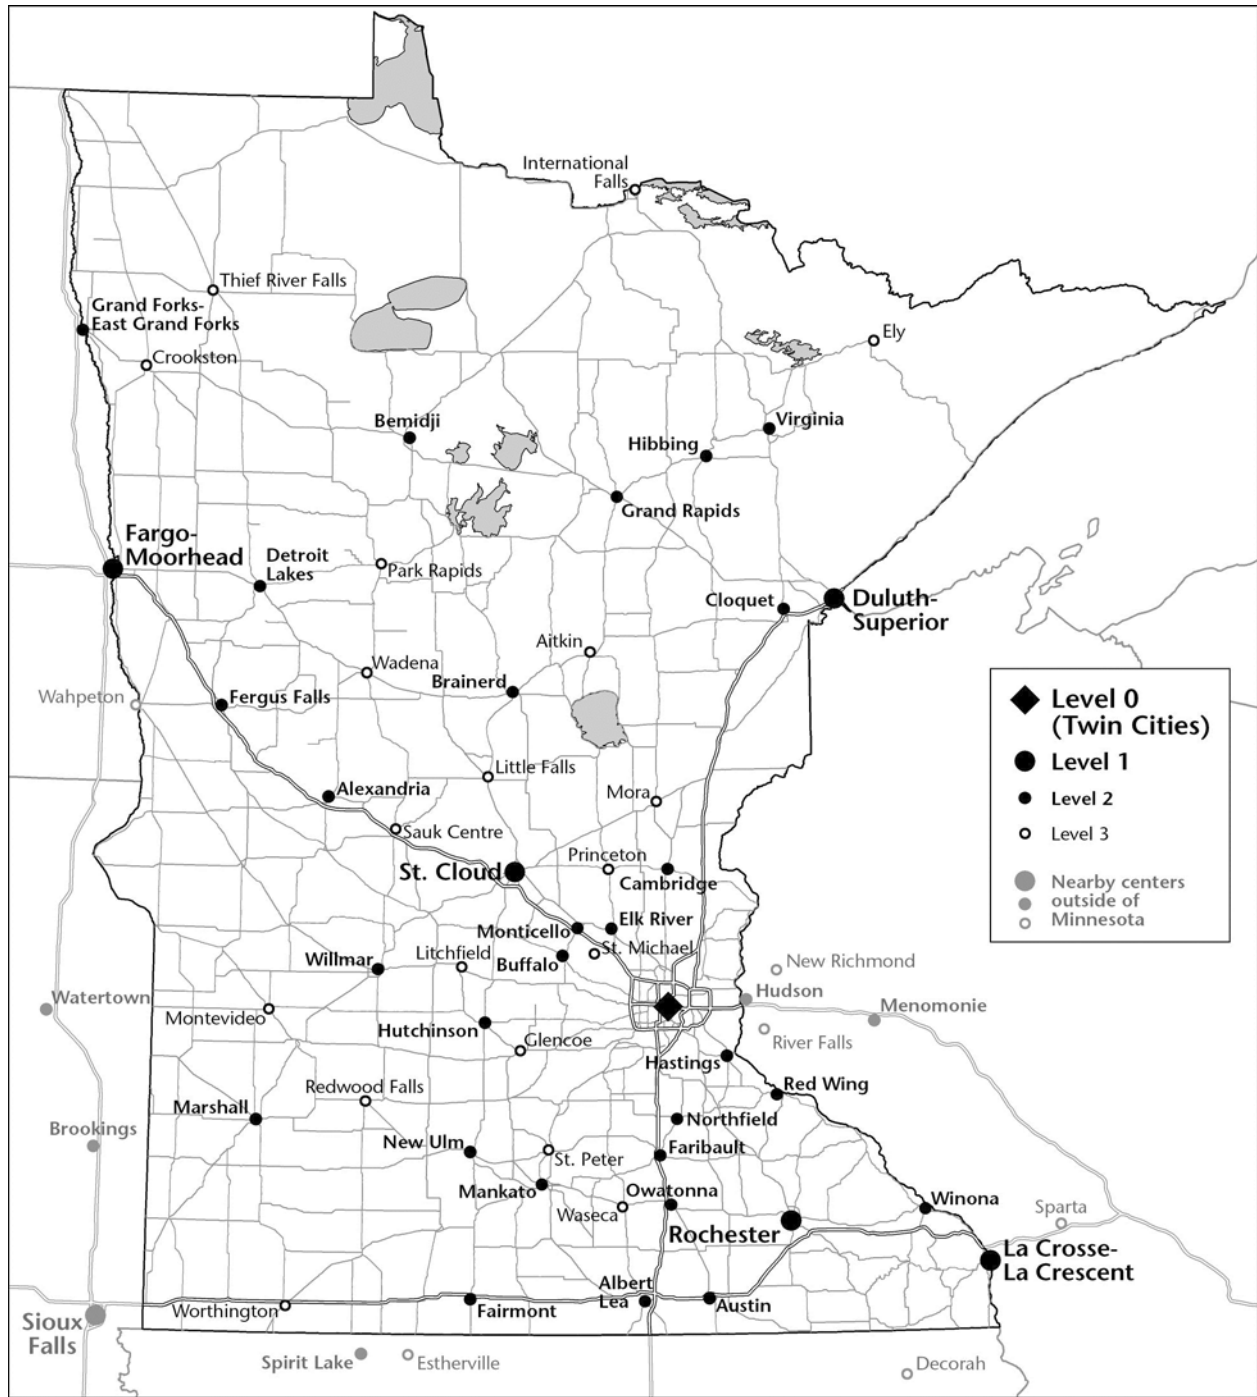 International
Falls
Thief River Falls
Grand Forks-
East Grand Forks
Crookston
Ely
Bemidji
Virginia
Hibbing
Grand Rapids
Fargo-
Moorhead
Detroit
Lakes
Park Rapids
Cloquet
Duluth-
Superior
Aitkin
Wadena
Brainerd
Wahpeton
Fergus Falls
Little Falls
Alexandria
Mora
Sauk Centre
St. Cloud
Princeton
Cambridge
Elk River
Monticello
St. Michael
Litchfield
Willmar
Buffalo
New Richmond
Hudson
Watertown
Menomonie
Montevideo
Hutchinson
Glencoe
River Falls
Hastings
Redwood Falls
Red Wing
Marshall
Northfield
Brookings
New Ulm
St. Peter
Faribault
Mankato
Owatonna
Waseca
Winona
Sparta
Rochester
La Crosse-
La Crescent
Albert
Lea
Austin
Worthington
Fairmont
Sioux
Falls
Spirit Lake
Estherville
Decorah
Level 0
(Twin Cities)
Level 1
Level 2
Level 3
Nearby centers
outside of
Minnesota